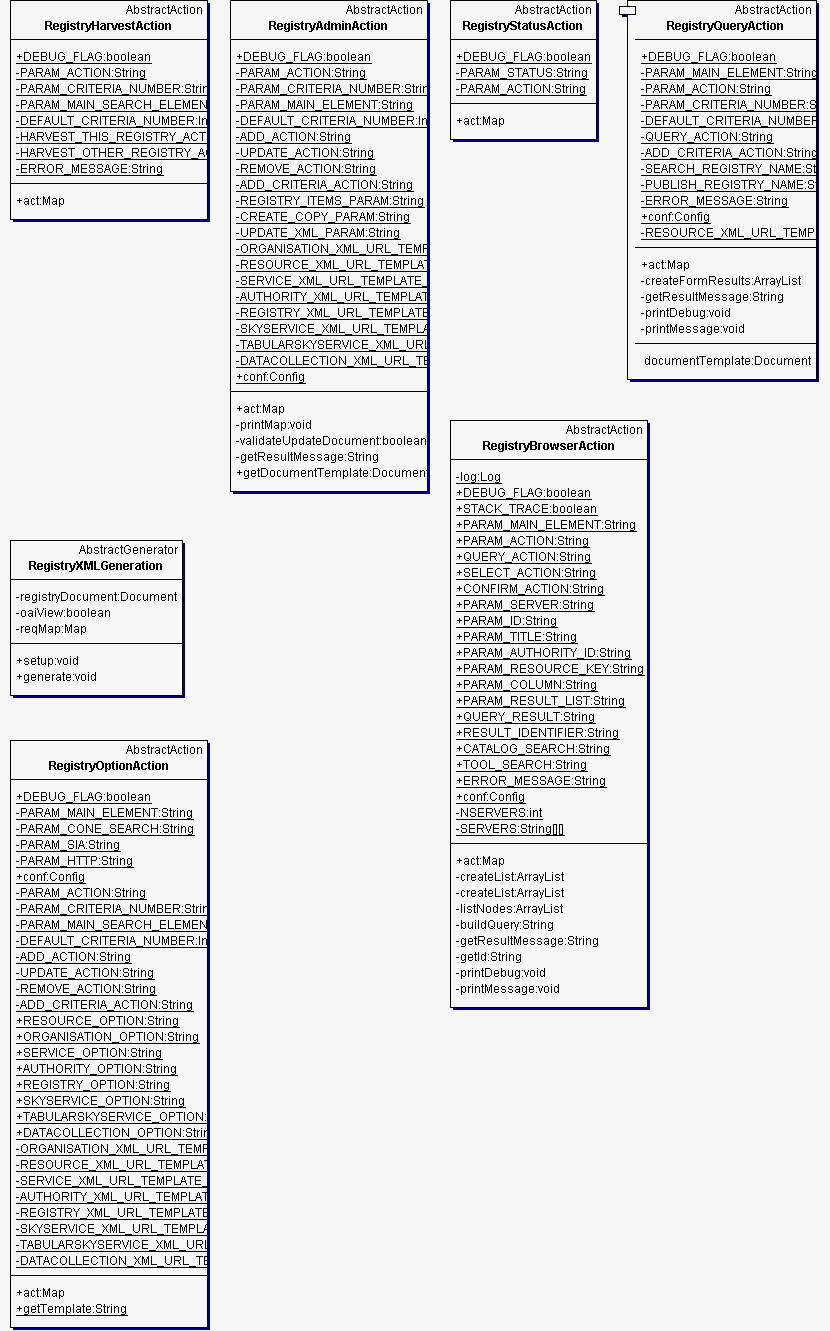 AbstractAction
RegistryHarvestAction
+DEBUG_FLAG:boolean
-PARAM_ACTION:String
-PARAM_CRITERIA_NUMBER:Strin
-PARAM_MAIN_SEARCH_ELEMEN
-DEFAULT_CRITERIA_NUMBER:In
-HARVEST_THIS_REGISTRY_ACT
-HARVEST_OTHER_REGISTRY_A
-ERROR_MESSAGE:String
+act:Map
AbstractAction
RegistryAdminAction
+DEBUG_FLAG:boolean
-PARAM_ACTION:String
-PARAM_CRITERIA_NUMBER:Strin
-PARAM_MAIN_ELEMENT:String
-DEFAULT_CRITERIA_NUMBER:In
-ADD_ACTION:String
-UPDATE_ACTION:String
-REMOVE_ACTION:String
-ADD_CRITERIA_ACTION:String
-REGISTRY_ITEMS_PARAM:String
-CREATE_COPY_PARAM:String
-UPDATE_XML_PARAM:String
-ORGANISATION_XML_URL_TEMP
-RESOURCE_XML_URL_TEMPLAT
-SERVICE_XML_URL_TEMPLATE_
-AUTHORITY_XML_URL_TEMPLAT
-REGISTRY_XML_URL_TEMPLATE
-SKYSERVICE_XML_URL_TEMPLA
-TABULARSKYSERVICE_XML_URL
-DATACOLLECTION_XML_URL_TE
+conf:Config
+act:Map
-printMap:void
-validateUpdateDocument:boolean
-getResultMessage:String
+getDocumentTemplate:Documen
AbstractAction
RegistryStatusAction
+DEBUG_FLAG:boolean
-PARAM_STATUS:String
-PARAM_ACTION:String
+act:Map
AbstractAction
RegistryQueryAction
+DEBUG_FLAG:boolean
-PARAM_MAIN_ELEMENT:String
-PARAM_ACTION:String
-PARAM_CRITERIA_NUMBER:S
-DEFAULT_CRITERIA_NUMBER
-QUERY_ACTION:String
-ADD_CRITERIA_ACTION:String
-SEARCH_REGISTRY_NAME:St
-PUBLISH_REGISTRY_NAME:S
-ERROR_MESSAGE:String
+conf:Config
-RESOURCE_XML_URL_TEMP
+act:Map
-createFormResults:ArrayList
-getResultMessage:String
-printDebug:void
-printMessage:void
documentTemplate:Document
AbstractAction
RegistryBrowserAction
-log:Log
+DEBUG_FLAG:boolean
+STACK_TRACE:boolean
+PARAM_MAIN_ELEMENT:String
+PARAM_ACTION:String
+QUERY_ACTION:String
+SELECT_ACTION:String
+CONFIRM_ACTION:String
+PARAM_SERVER:String
+PARAM_ID:String
+PARAM_TITLE:String
+PARAM_AUTHORITY_ID:String
+PARAM_RESOURCE_KEY:String
+PARAM_COLUMN:String
+PARAM_RESULT_LIST:String
+QUERY_RESULT:String
+RESULT_IDENTIFIER:String
+CATALOG_SEARCH:String
+TOOL_SEARCH:String
+ERROR_MESSAGE:String
+conf:Config
-NSERVERS:int
-SERVERS:String[][]
+act:Map
-createList:ArrayList
-createList:ArrayList
-listNodes:ArrayList
-buildQuery:String
-getResultMessage:String
-getId:String
-printDebug:void
-printMessage:void
AbstractGenerator
RegistryXMLGeneration
-registryDocument:Document
-oaiView:boolean
-reqMap:Map
+setup:void
+generate:void
AbstractAction
RegistryOptionAction
+DEBUG_FLAG:boolean
-PARAM_MAIN_ELEMENT:String
-PARAM_CONE_SEARCH:String
-PARAM_SIA:String
-PARAM_HTTP:String
+conf:Config
-PARAM_ACTION:String
-PARAM_CRITERIA_NUMBER:Strin
-PARAM_MAIN_SEARCH_ELEMEN
-DEFAULT_CRITERIA_NUMBER:In
-ADD_ACTION:String
-UPDATE_ACTION:String
-REMOVE_ACTION:String
-ADD_CRITERIA_ACTION:String
+RESOURCE_OPTION:String
+ORGANISATION_OPTION:String
+SERVICE_OPTION:String
+AUTHORITY_OPTION:String
+REGISTRY_OPTION:String
+SKYSERVICE_OPTION:String
+TABULARSKYSERVICE_OPTION:
+DATACOLLECTION_OPTION:Strin
-ORGANISATION_XML_URL_TEMP
-RESOURCE_XML_URL_TEMPLAT
-SERVICE_XML_URL_TEMPLATE_
-AUTHORITY_XML_URL_TEMPLAT
-REGISTRY_XML_URL_TEMPLATE
-SKYSERVICE_XML_URL_TEMPLA
-TABULARSKYSERVICE_XML_URL
-DATACOLLECTION_XML_URL_TE
+act:Map
+getTemplate:String